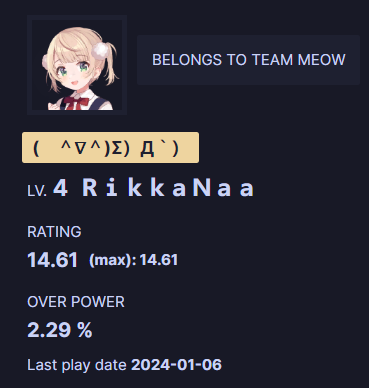 BELONGS TO TEAM MEOW
(　^∇^)Σ) Д`)
LV. 4 ＲｉｋｋａＮａａ
RATING
14.61 (max): 14.61
OVER POWER
2.29 %
Last play date 2024-01-06